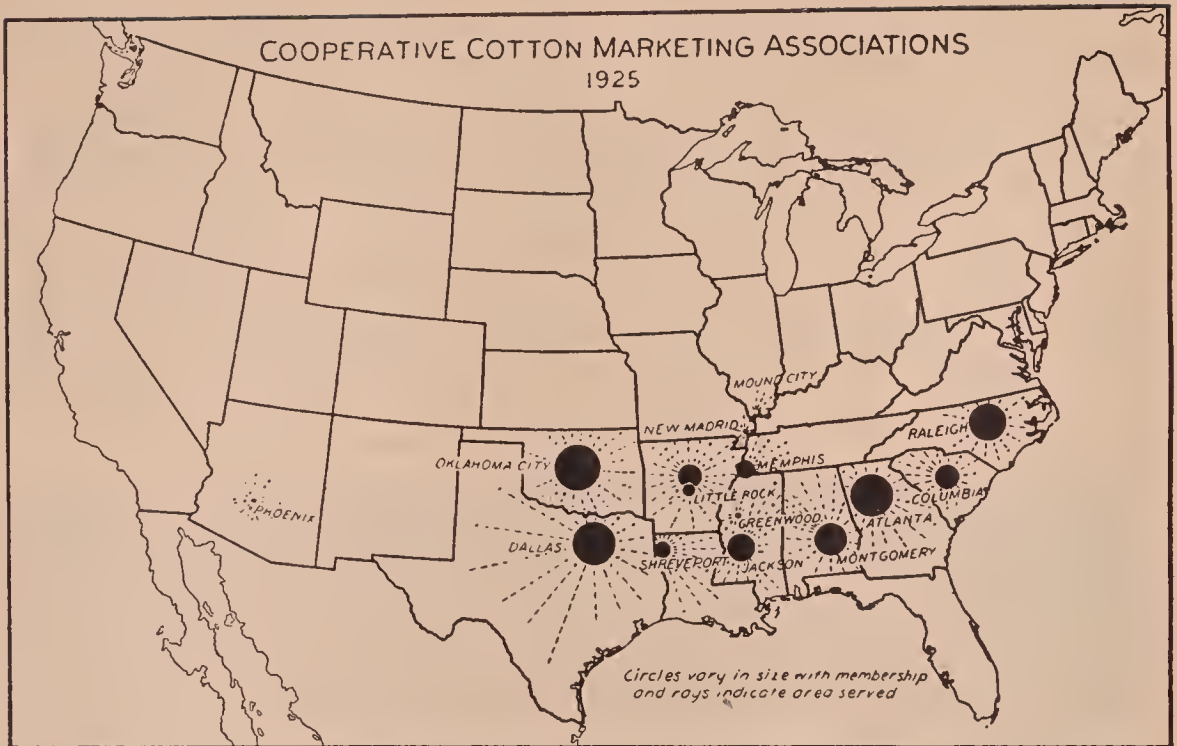 COOPERATIVE COTTON MARKETING ASSOCIATIONS
1925
MOUND CITY
NEW MADRID
RALEIGH
OKLAHOMA CITY
MEMPHIS
LITTLE ROCK
COLUMBIA
PHOENIX
GREENWOOD
ATLANTA
DALLAS
MONTGOMERY
SHREVEPORT
JACKSON
Circles vary in size with membership
and rays indicate area served